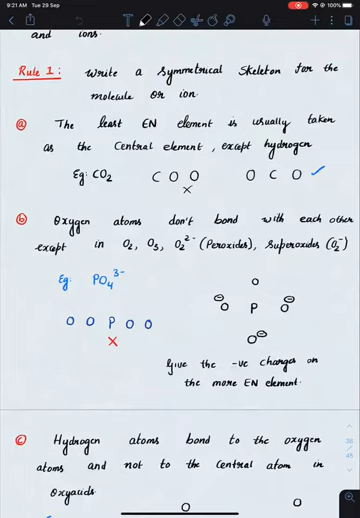 9:21 AM Tue 29 Sep
100%
and ions.
Rule 1: Write a Symmetrical Skeleton for the
molecule or ion.
(a) The least EN element is usually taken
as the Central element, except hydrogen
Eg: CO2 C O O O C O ✓
×
(b) Oxygen atoms don't bond with each other
except in O2, O3, O2^2- (Peroxides), Superoxides (O2^-)
Eg: PO4^3- O
O P O
O O P O O
X O
Give the -ve charges on
the more EN element.
(c) Hydrogen atoms bond to the oxygen
atoms and not to the central atom in
Oxyacids
O O